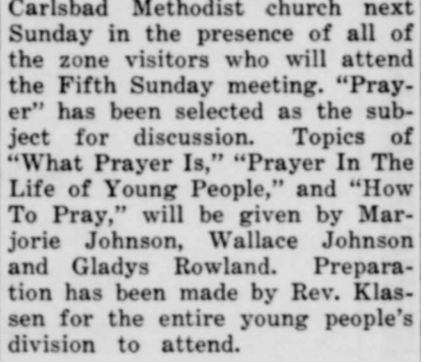 Carlsbad Methodist church next
Sunday in the presence of all of
the zone visitors who will attend
the Fifth Sunday meeting. “Pray-
er” has been selected as the sub-
ject for discussion. Topics of
“What Prayer Is,” “Prayer In The
Life of Young People,” and “How
To Pray,” will be given by Mar-
jorie Johnson, Wallace Johnson
and Gladys Rowland. Prepara-
tion has been made by Rev. Klas-
sen for the entire young people’s
division to attend.